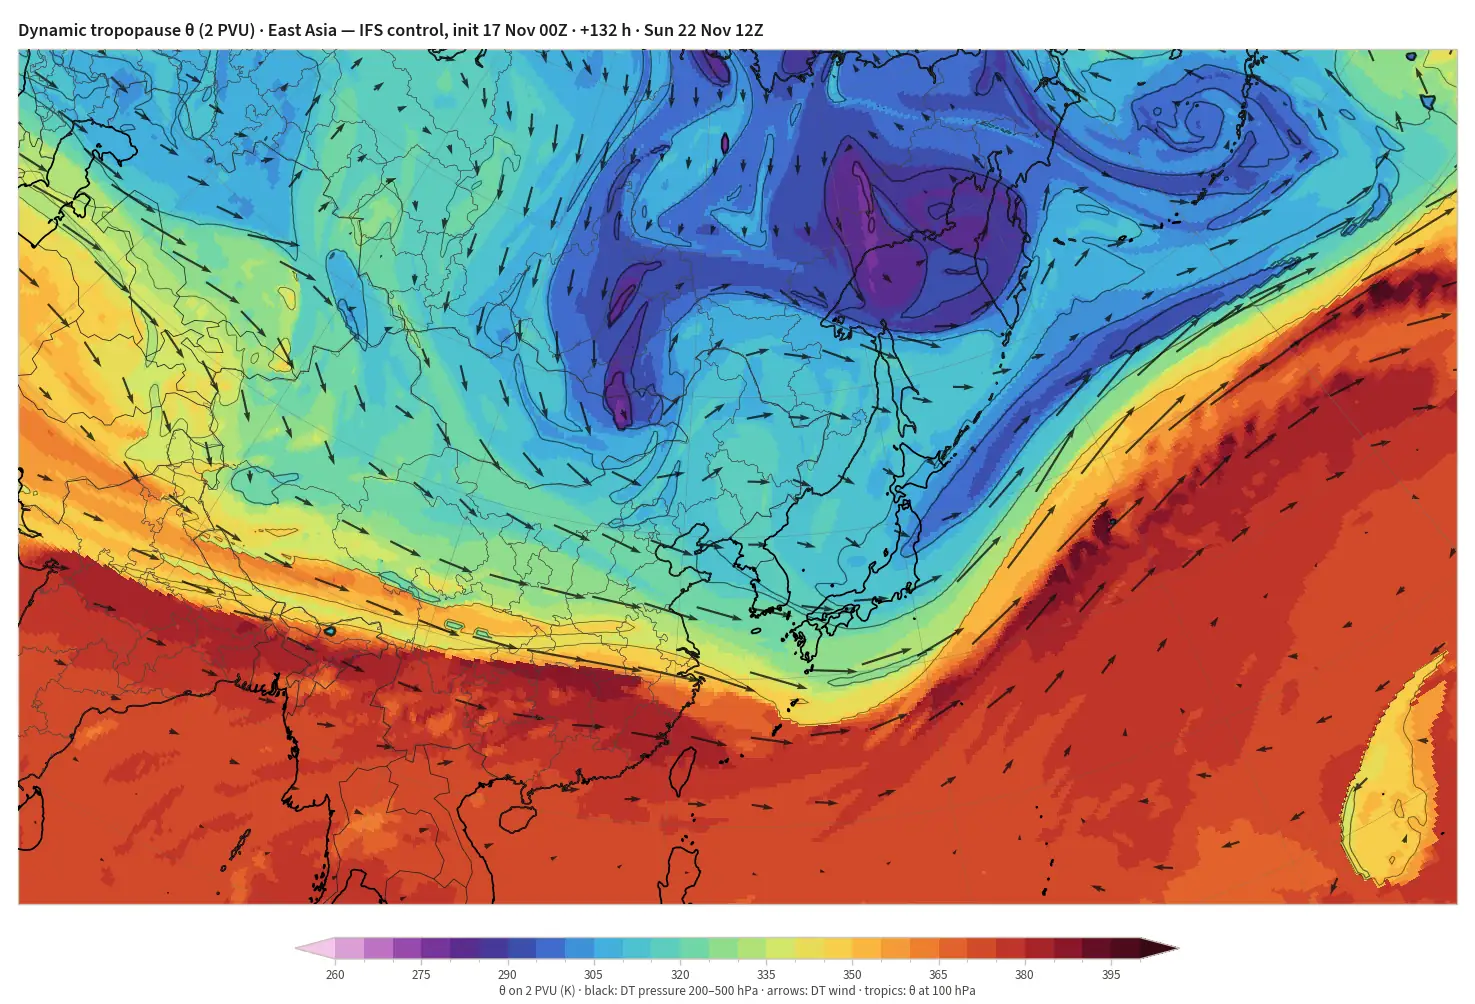 Dynamic tropopause θ (2 PVU) · East Asia — IFS control, init 17 Nov 00Z · +132 h · Sun 22 Nov 12Z
260 275 290 305 320 335 350 365 380 395
θ on 2 PVU (K) · black: DT pressure 200–500 hPa · arrows: DT wind · tropics: θ at 100 hPa